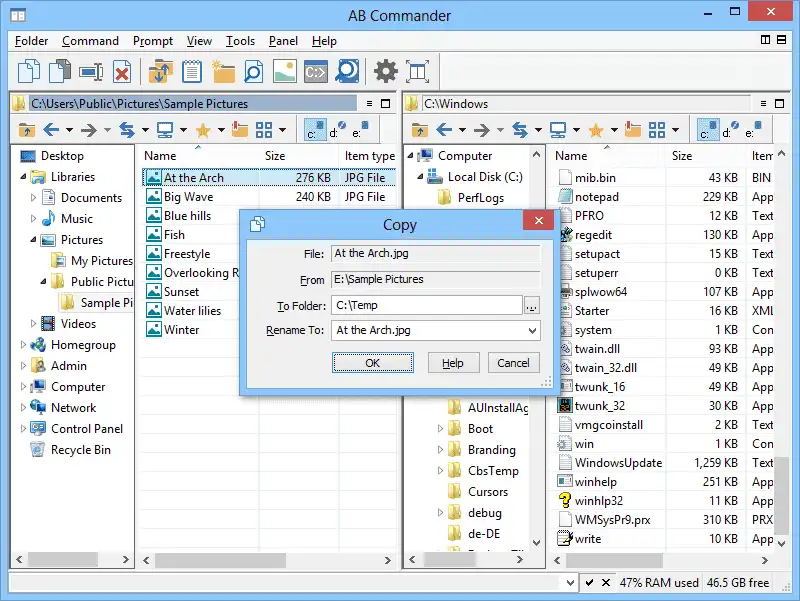 AB Commander
Folder Command Prompt View Tools Panel Help
C:\Users\Public\Pictures\Sample Pictures
C:\Windows
c: d: e:
c: d: e:
Desktop
Libraries
Documents
Music
Pictures
My Pictures
Public Pictu
Sample Pi
Videos
Homegroup
Admin
Computer
Network
Control Panel
Recycle Bin
Name Size Item type
At the Arch 276 KB JPG File
Big Wave 240 KB JPG File
Blue hills
Fish
Freestyle
Overlooking R
Sunset
Water lilies
Winter
Copy
File: At the Arch.jpg
From E:\Sample Pictures
To Folder: C:\Temp ...
Rename To: At the Arch.jpg
OK Help Cancel
Computer
Local Disk (C:)
PerfLogs
AUInstallAg
Boot
Branding
CbsTemp
Cursors
debug
de-DE
Name Size Item
mib.bin 43 KB BIN
notepad 229 KB App
PFRO 12 KB Text
regedit 130 KB App
setupact 15 KB Text
setuperr 0 KB Text
splwow64 107 KB App
Starter 16 KB XML
system 1 KB Con
twain.dll 93 KB App
twain_32.dll 49 KB App
twunk_16 49 KB App
twunk_32 30 KB App
vmgcoinstall 2 KB Text
win 1 KB Con
WindowsUpdate 1,259 KB Text
winhelp 251 KB App
winhlp32 11 KB App
WMSysPr9.prx 310 KB PRX
write 10 KB App
47% RAM used 46.5 GB free